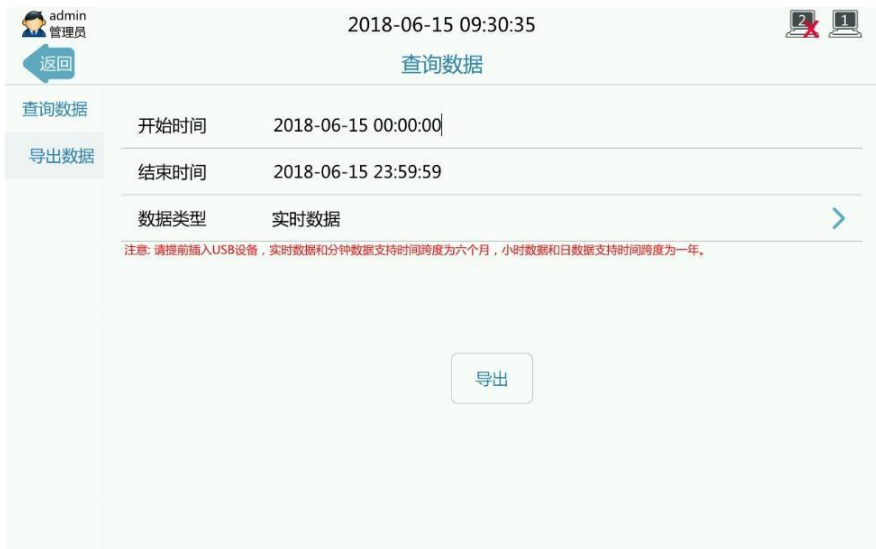 admin
管理员
2018-06-15 09:30:35
2
1
返回
查询数据
查询数据
导出数据
开始时间 2018-06-15 00:00:00
结束时间 2018-06-15 23:59:59
数据类型 实时数据
注意: 请提前插入USB设备，实时数据和分钟数据支持时间跨度为六个月，小时数据和日数据支持时间跨度为一年。
导出